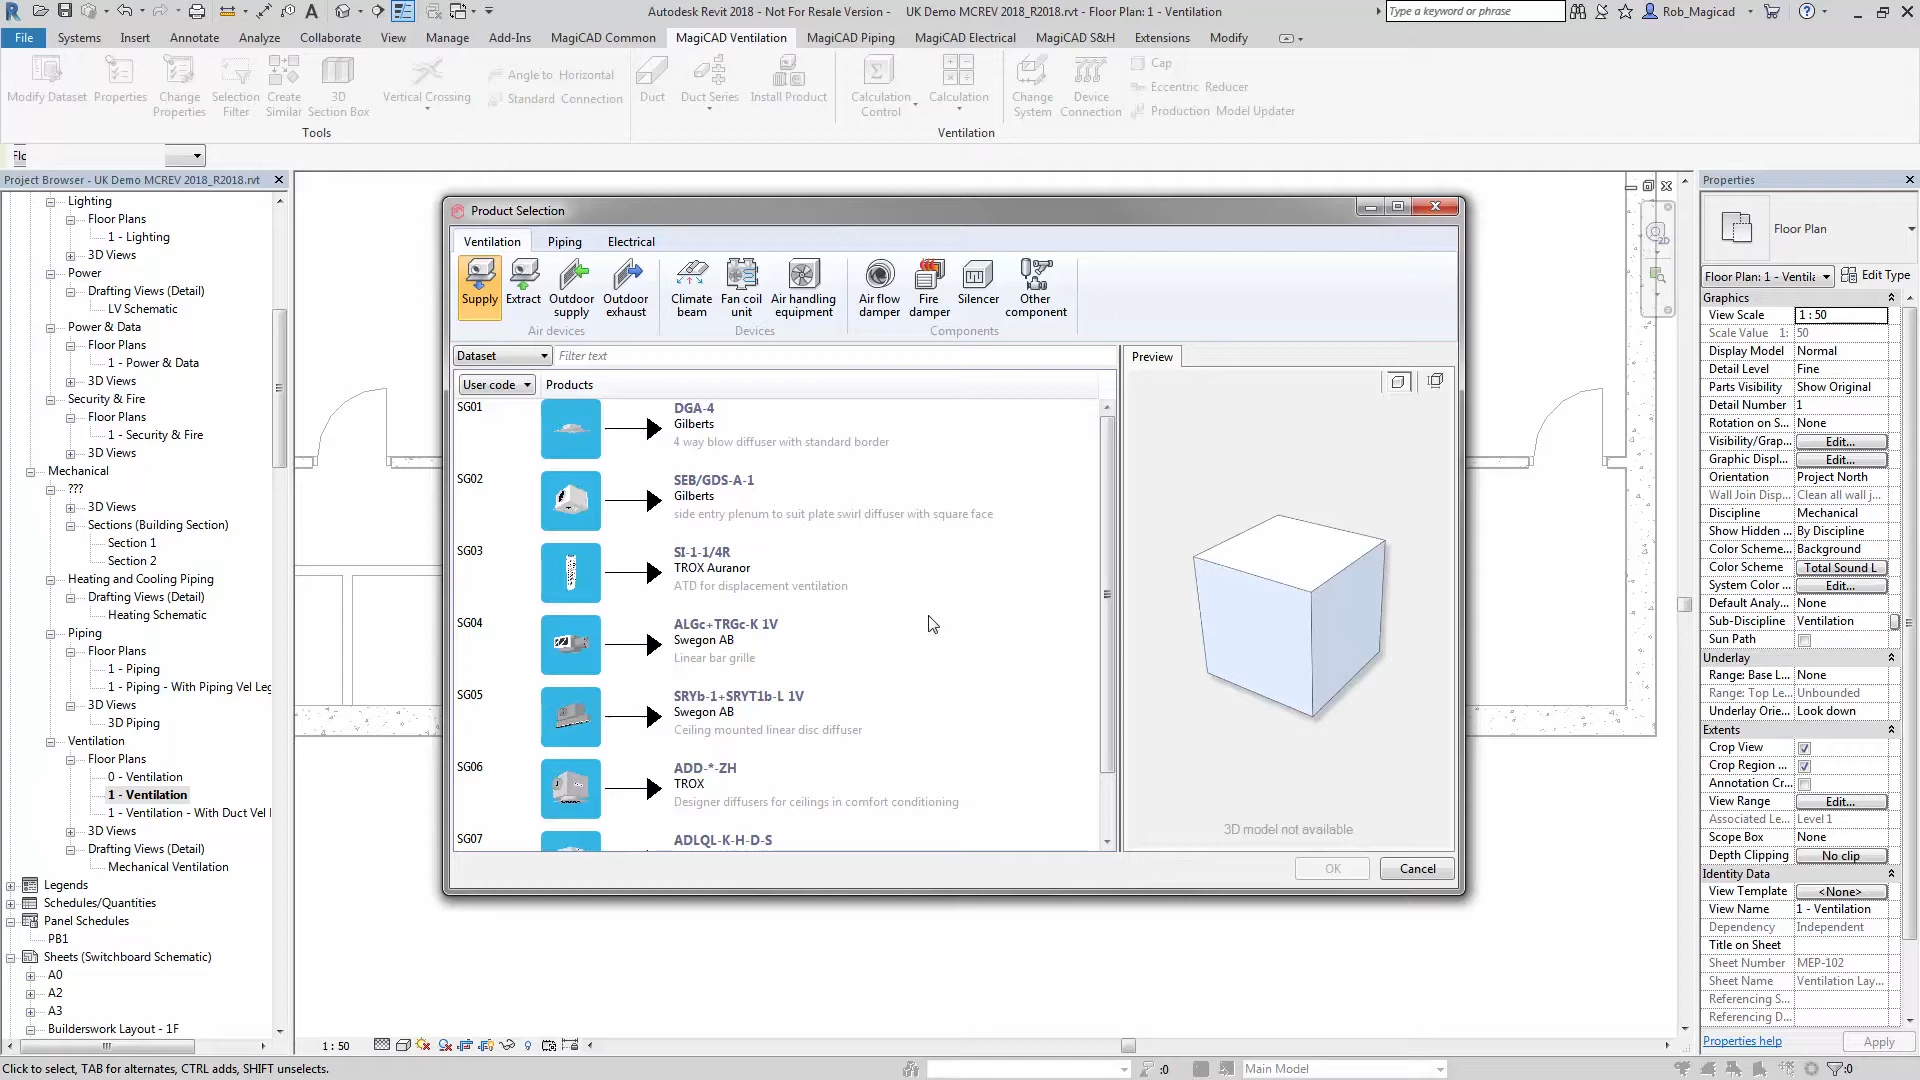 Autodesk Revit 2018 - Not For Resale Version - UK Demo MCREV 2018_R2018.rvt - Floor Plan: 1 - Ventilation
Type a keyword or phrase
Rob_Magicad
File Systems Insert Annotate Analyze Collaborate View Manage Add-Ins MagiCAD Common MagiCAD Ventilation MagiCAD Piping MagiCAD Electrical MagiCAD S&H Extensions Modify
Modify Dataset
Properties
Change Properties
Selection Filter
Create Similar
3D Section Box
Vertical Crossing
Angle to Horizontal
Standard Connection
Duct
Duct Series
Install Product
Calculation Control
Calculation
Change System
Device Connection
Cap
Eccentric Reducer
Production Model Updater
Tools
Ventilation
Flc
Project Browser - UK Demo MCREV 2018_R2018.rvt
Lighting
Floor Plans
1 - Lighting
3D Views
Power
Drafting Views (Detail)
LV Schematic
Power & Data
Floor Plans
1 - Power & Data
3D Views
Security & Fire
Floor Plans
1 - Security & Fire
3D Views
Mechanical
???
3D Views
Sections (Building Section)
Section 1
Section 2
Heating and Cooling Piping
Drafting Views (Detail)
Heating Schematic
Piping
Floor Plans
1 - Piping
1 - Piping - With Piping Vel Leg
3D Views
3D Piping
Ventilation
Floor Plans
0 - Ventilation
1 - Ventilation
1 - Ventilation - With Duct Vel
3D Views
Drafting Views (Detail)
Mechanical Ventilation
Legends
Schedules/Quantities
Panel Schedules
PB1
Sheets (Switchboard Schematic)
A0
A2
A3
Builderswork Layout - 1F
Product Selection
Ventilation Piping Electrical
Supply
Extract
Outdoor supply
Outdoor exhaust
Climate beam
Fan coil unit
Air handling equipment
Air flow damper
Fire damper
Silencer
Other component
Air devices
Devices
Components
Dataset
Filter text
User code
Products
SG01
DGA-4
Gilberts
4 way blow diffuser with standard border
SG02
SEB/GDS-A-1
Gilberts
side entry plenum to suit plate swirl diffuser with square face
SG03
SI-1-1/4R
TROX Auranor
ATD for displacement ventilation
SG04
ALGc+TRGc-K 1V
Swegon AB
Linear bar grille
SG05
SRYb-1+SRYT1b-L 1V
Swegon AB
Ceiling mounted linear disc diffuser
SG06
ADD-*-ZH
TROX
Designer diffusers for ceilings in comfort conditioning
SG07
ADLQL-K-H-D-S
Preview
3D model not available
OK
Cancel
2D
Properties
Floor Plan
Floor Plan: 1 - Ventila
Edit Type
Graphics
View Scale 1 : 50
Scale Value 1: 50
Display Model Normal
Detail Level Fine
Parts Visibility Show Original
Detail Number 1
Rotation on S... None
Visibility/Grap... Edit...
Graphic Displ... Edit...
Orientation Project North
Wall Join Disp... Clean all wall j...
Discipline Mechanical
Show Hidden ... By Discipline
Color Scheme... Background
Color Scheme Total Sound L
System Color ... Edit...
Default Analy... None
Sub-Discipline Ventilation
Sun Path
Underlay
Range: Base L... None
Range: Top Le... Unbounded
Underlay Orie... Look down
Extents
Crop View
Crop Region ...
Annotation Cr...
View Range Edit...
Associated Le... Level 1
Scope Box None
Depth Clipping No clip
Identity Data
View Template <None>
View Name 1 - Ventilation
Dependency Independent
Title on Sheet
Sheet Number MEP-102
Sheet Name Ventilation Lay...
Referencing S...
Referencing D...
Properties help
Apply
1 : 50
Click to select, TAB for alternates, CTRL adds, SHIFT unselects.
:0
Main Model
:0